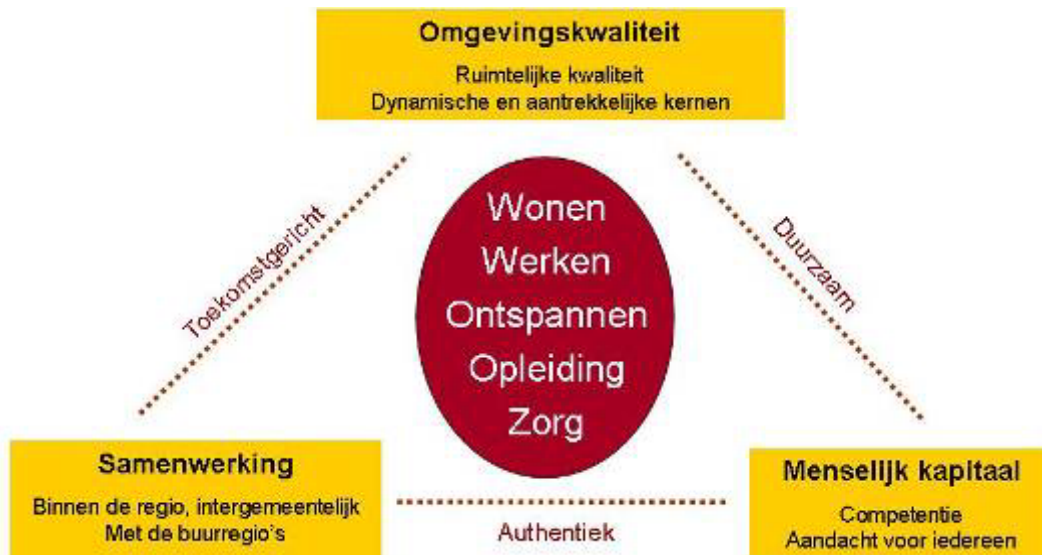 Omgevingskwaliteit
Ruimtelijke kwaliteit
Dynamische en aantrekkelijke kernen
Toekomstgericht
Wonen
Werken
Ontspannen
Opleiding
Zorg
Duurzaam
Samenwerking
Binnen de regio, intergemeentelijk
Met de buurregio's
Authentiek
Menselijk kapitaal
Competentie
Aandacht voor iedereen